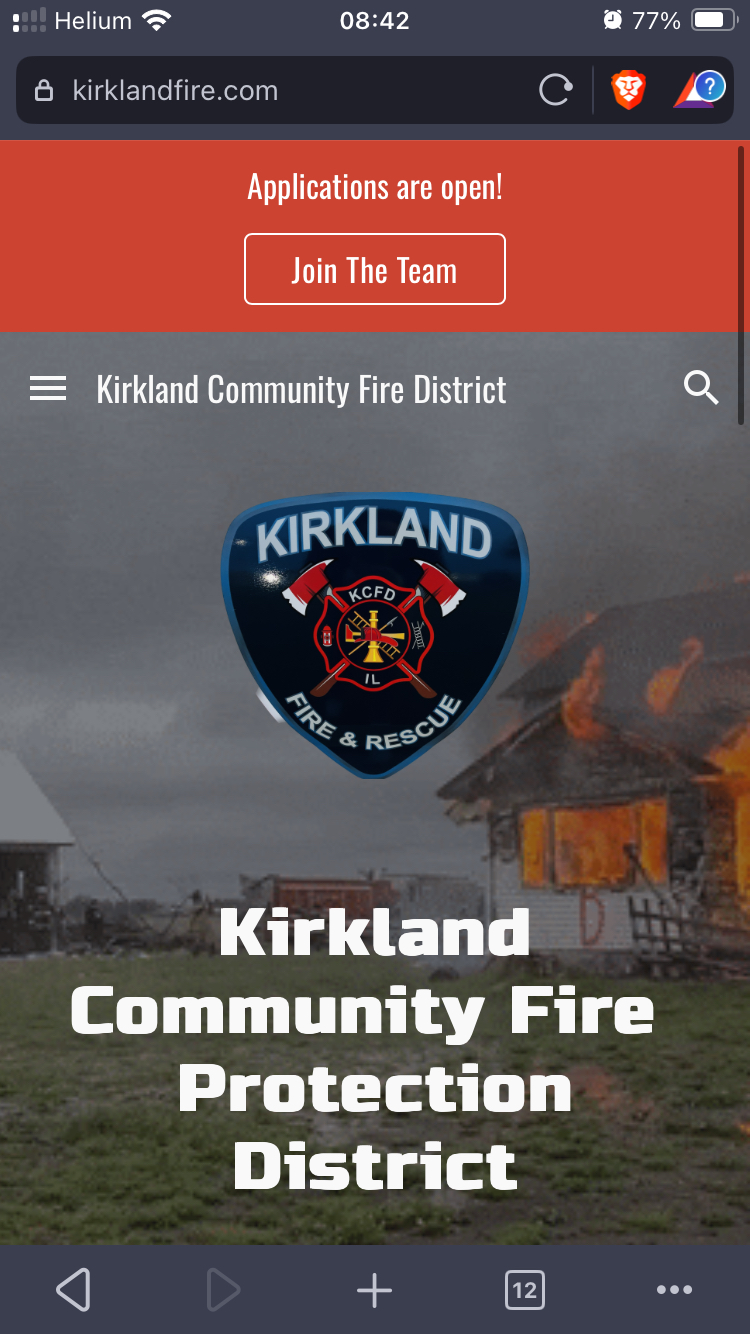 Helium 08:42 77%
kirklandfire.com
?
Applications are open!
Join The Team
Kirkland Community Fire District
KIRKLAND
KCFD
IL
FIRE & RESCUE
B
Kirkland
Community Fire
Protection
District
12